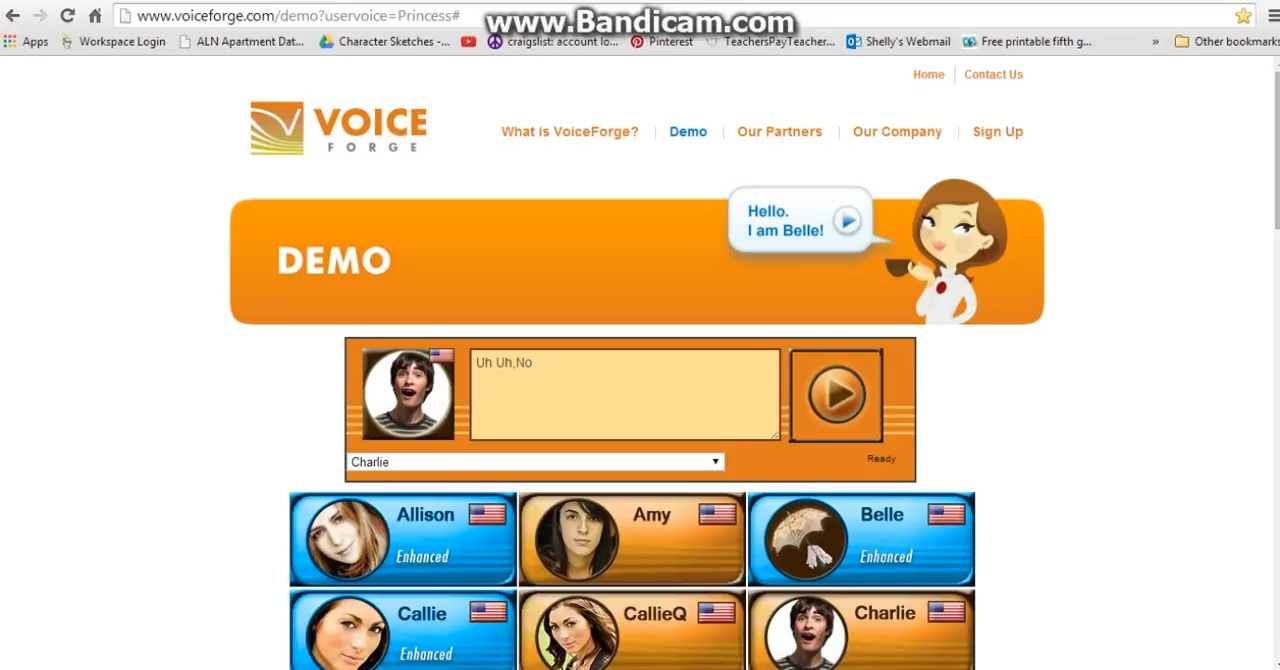 www.voiceforge.com/demo?uservoice=Princess#
www.Bandicam.com
Apps
Workspace Login
ALN Apartment Dat...
Character Sketches -...
craigslist: account lo...
Pinterest
TeachersPayTeacher...
Shelly's Webmail
Free printable fifth g...
»
Other bookmarks
Home
Contact Us
VOICE
FORGE
What is VoiceForge?
Demo
Our Partners
Our Company
Sign Up
Hello.
I am Belle!
DEMO
Uh Uh,No
Charlie
Ready
Allison
Enhanced
Amy
Belle
Enhanced
Callie
Enhanced
CallieQ
Charlie